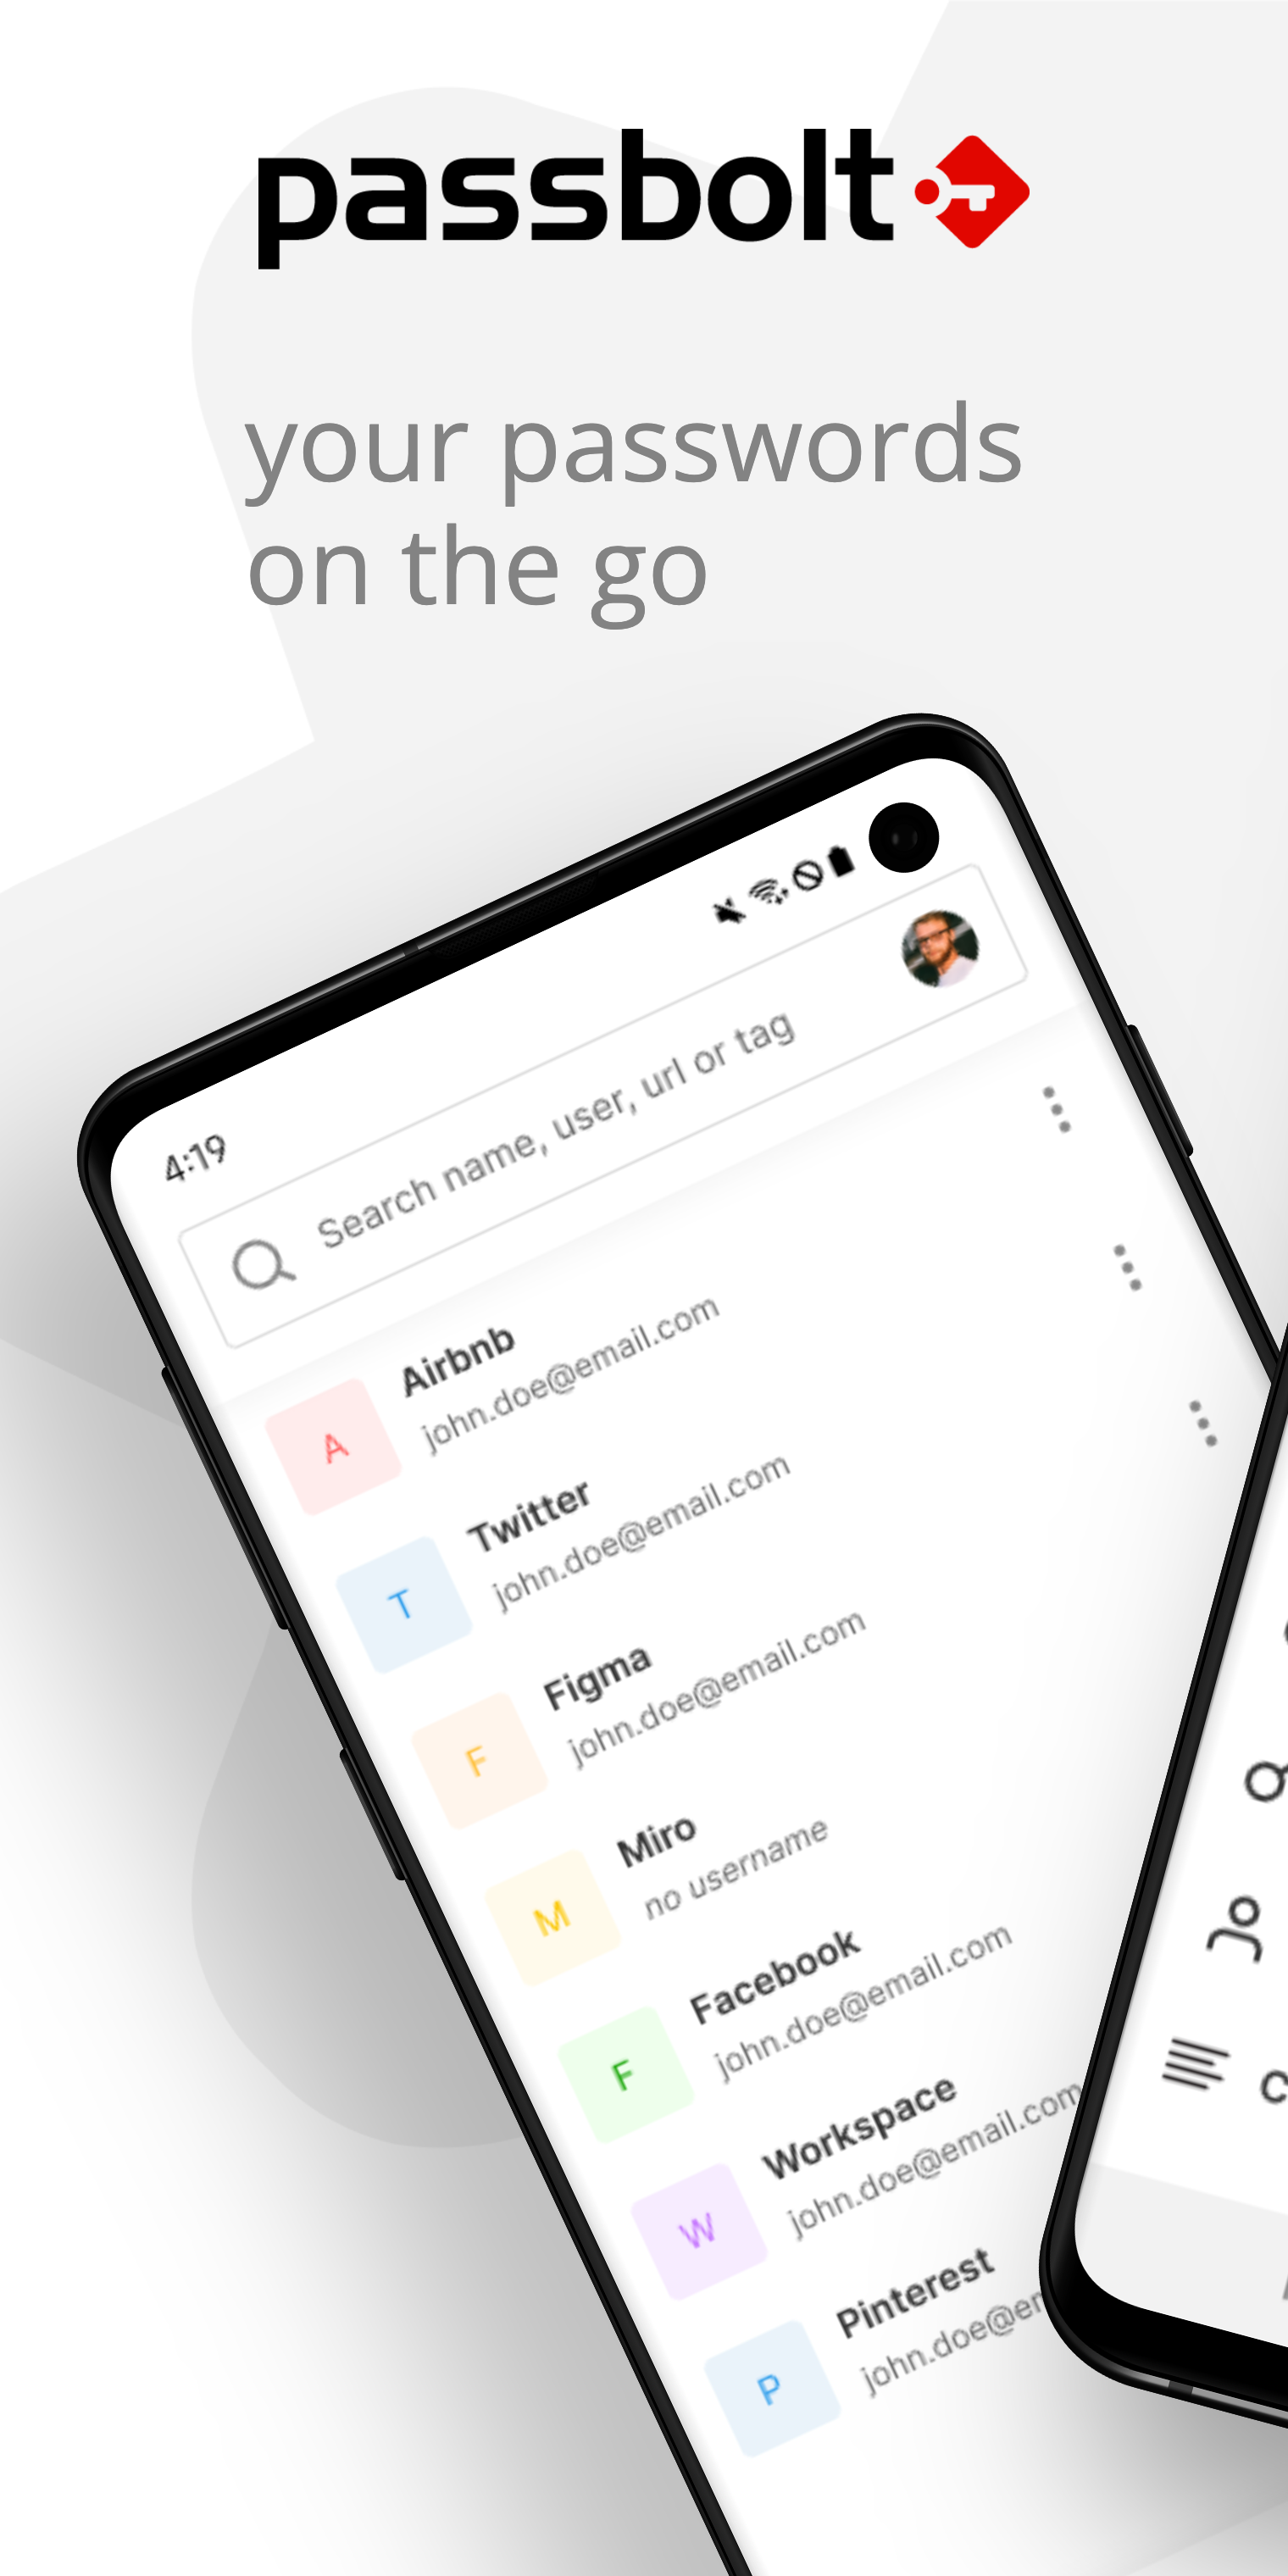 passbolt
your passwords
on the go
4:19
Search name, user, url or tag
A
Airbnb
john.doe@email.com
T
Twitter
john.doe@email.com
F
Figma
john.doe@email.com
M
Miro
no username
F
Facebook
john.doe@email.com
W
Workspace
john.doe@email.com
P
Pinterest
john.doe@e